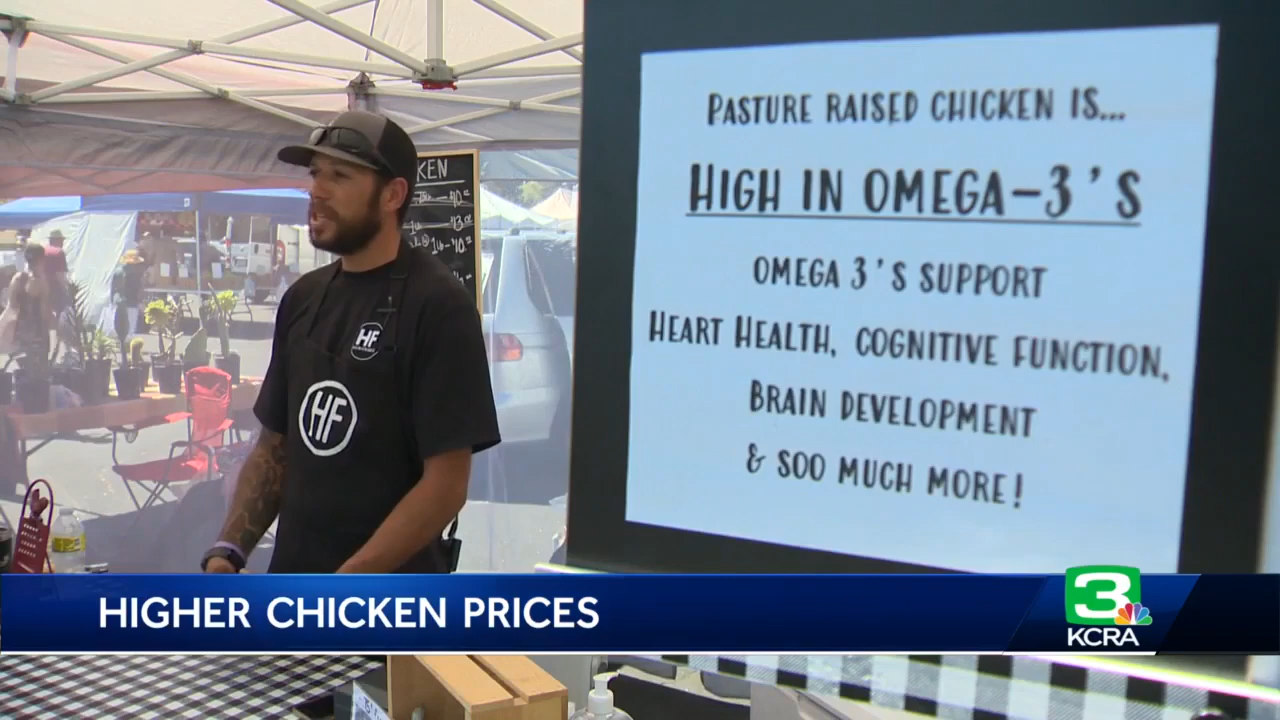 PASTURE RAISED CHICKEN IS...
HIGH IN OMEGA-3'S
OMEGA 3'S SUPPORT
HEART HEALTH, COGNITIVE FUNCTION,
BRAIN DEVELOPMENT
& SOO MUCH MORE!
KEN
HF
HF
HIGHER CHICKEN PRICES
3
KCRA